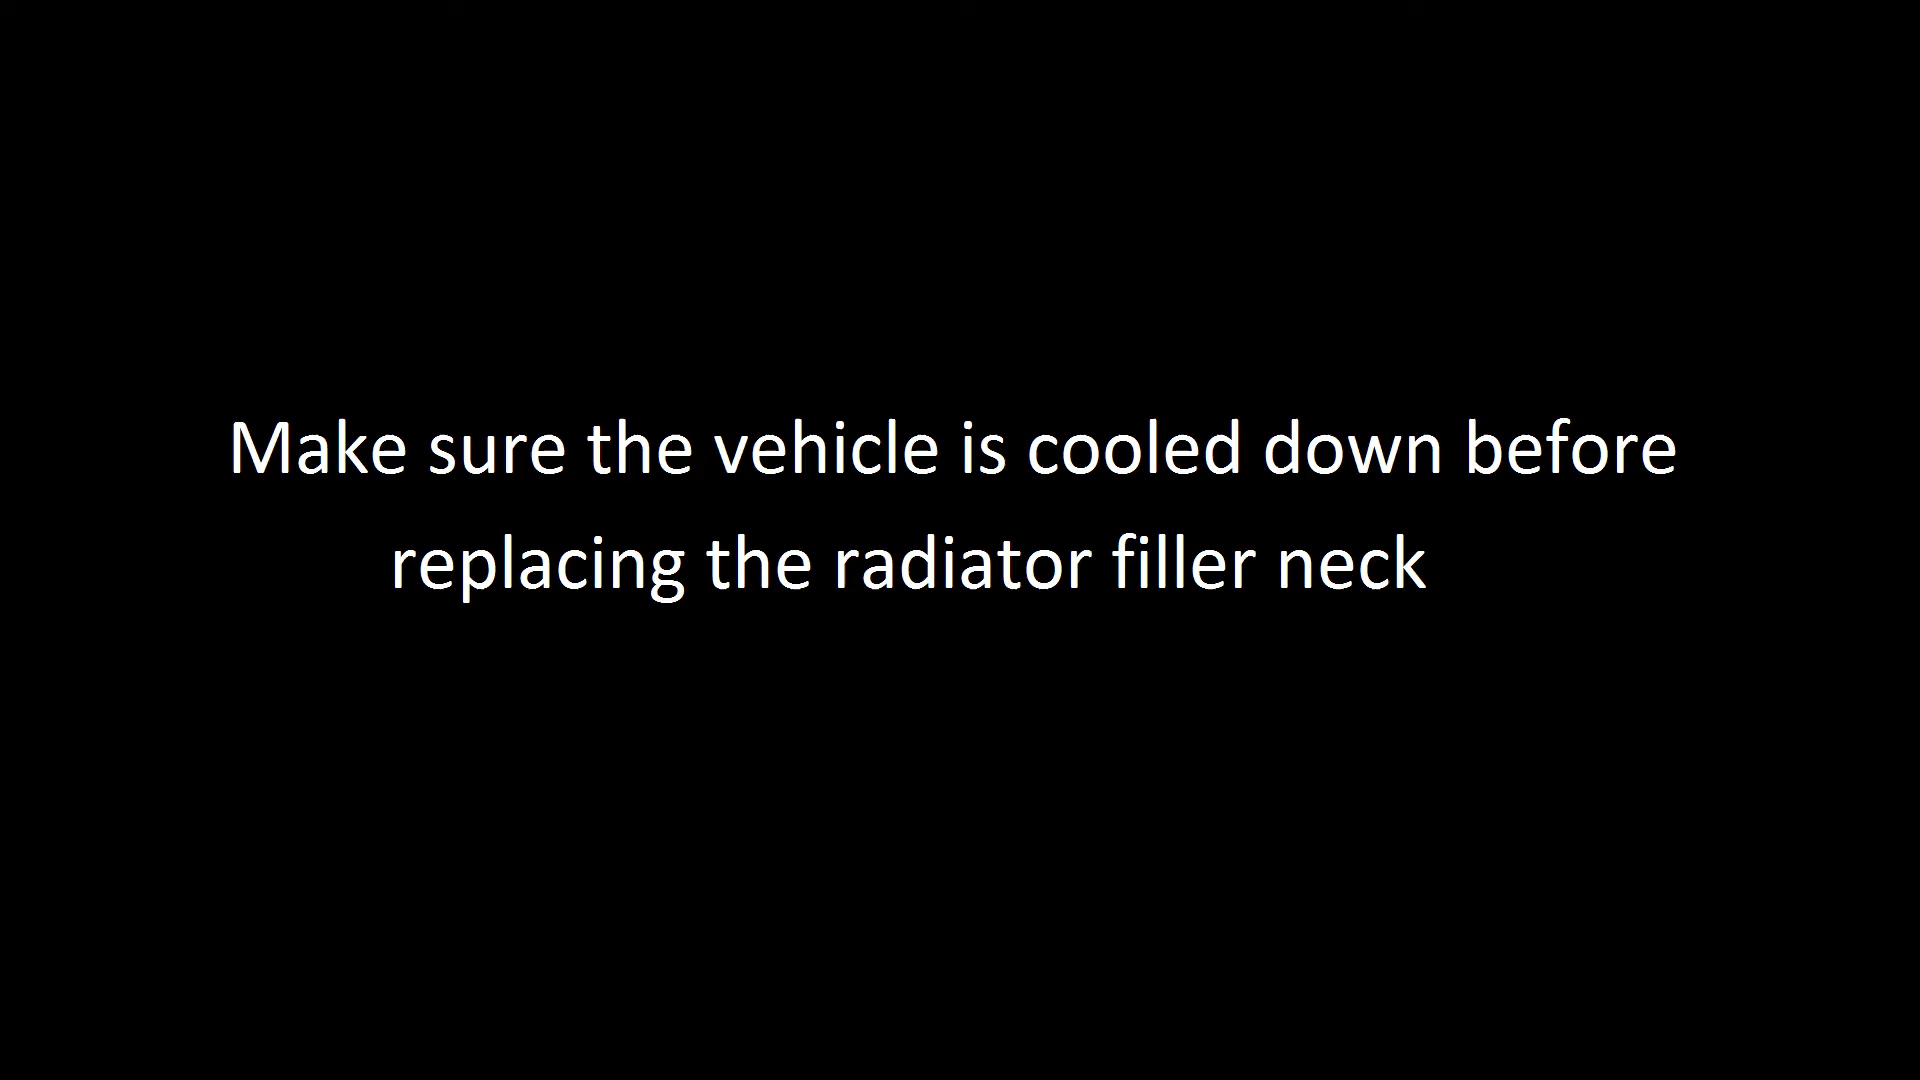 Make sure the vehicle is cooled down before
replacing the radiator filler neck